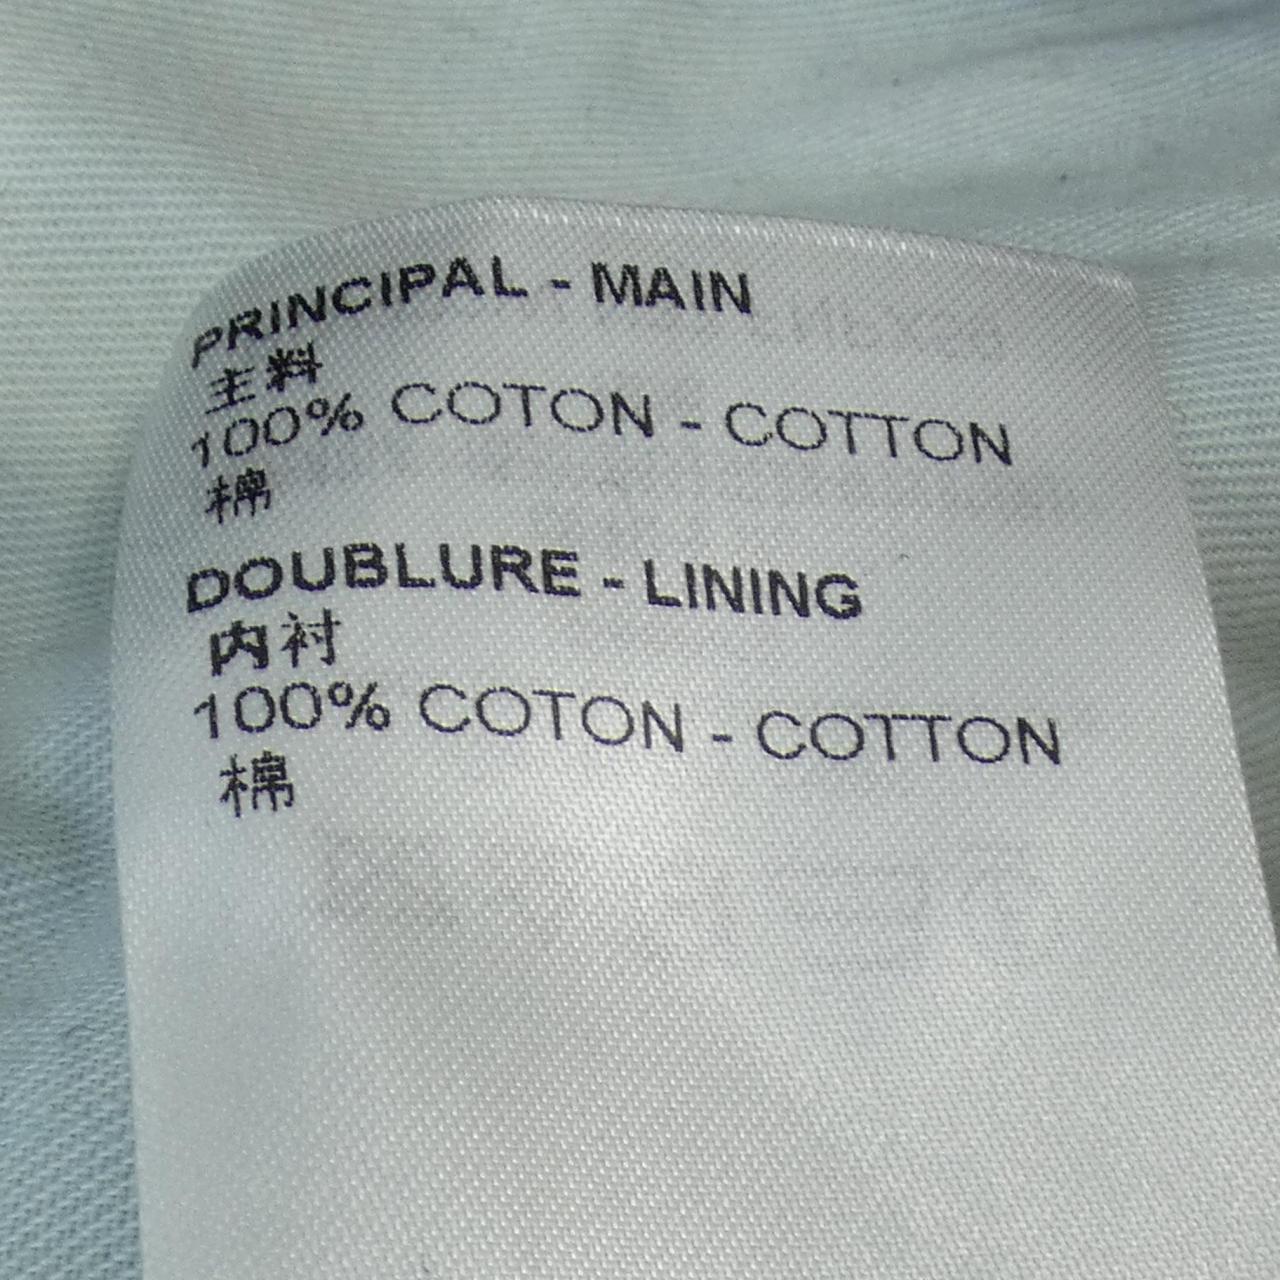 PRINCIPAL - MAIN
主料
100% COTON - COTTON
棉
DOUBLURE - LINING
内衬
100% COTON - COTTON
棉